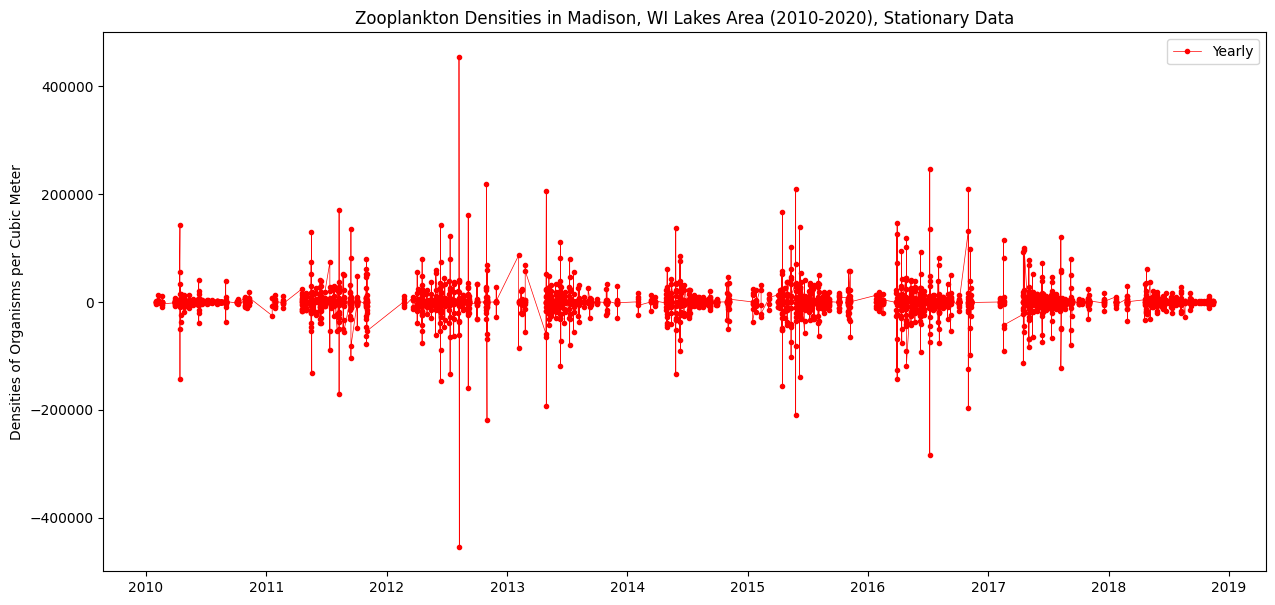 Zooplankton Densities in Madison, WI Lakes Area (2010-2020), Stationary Data
Yearly
Densities of Organisms per Cubic Meter
400000
200000
0
−200000
−400000
2010 2011 2012 2013 2014 2015 2016 2017 2018 2019